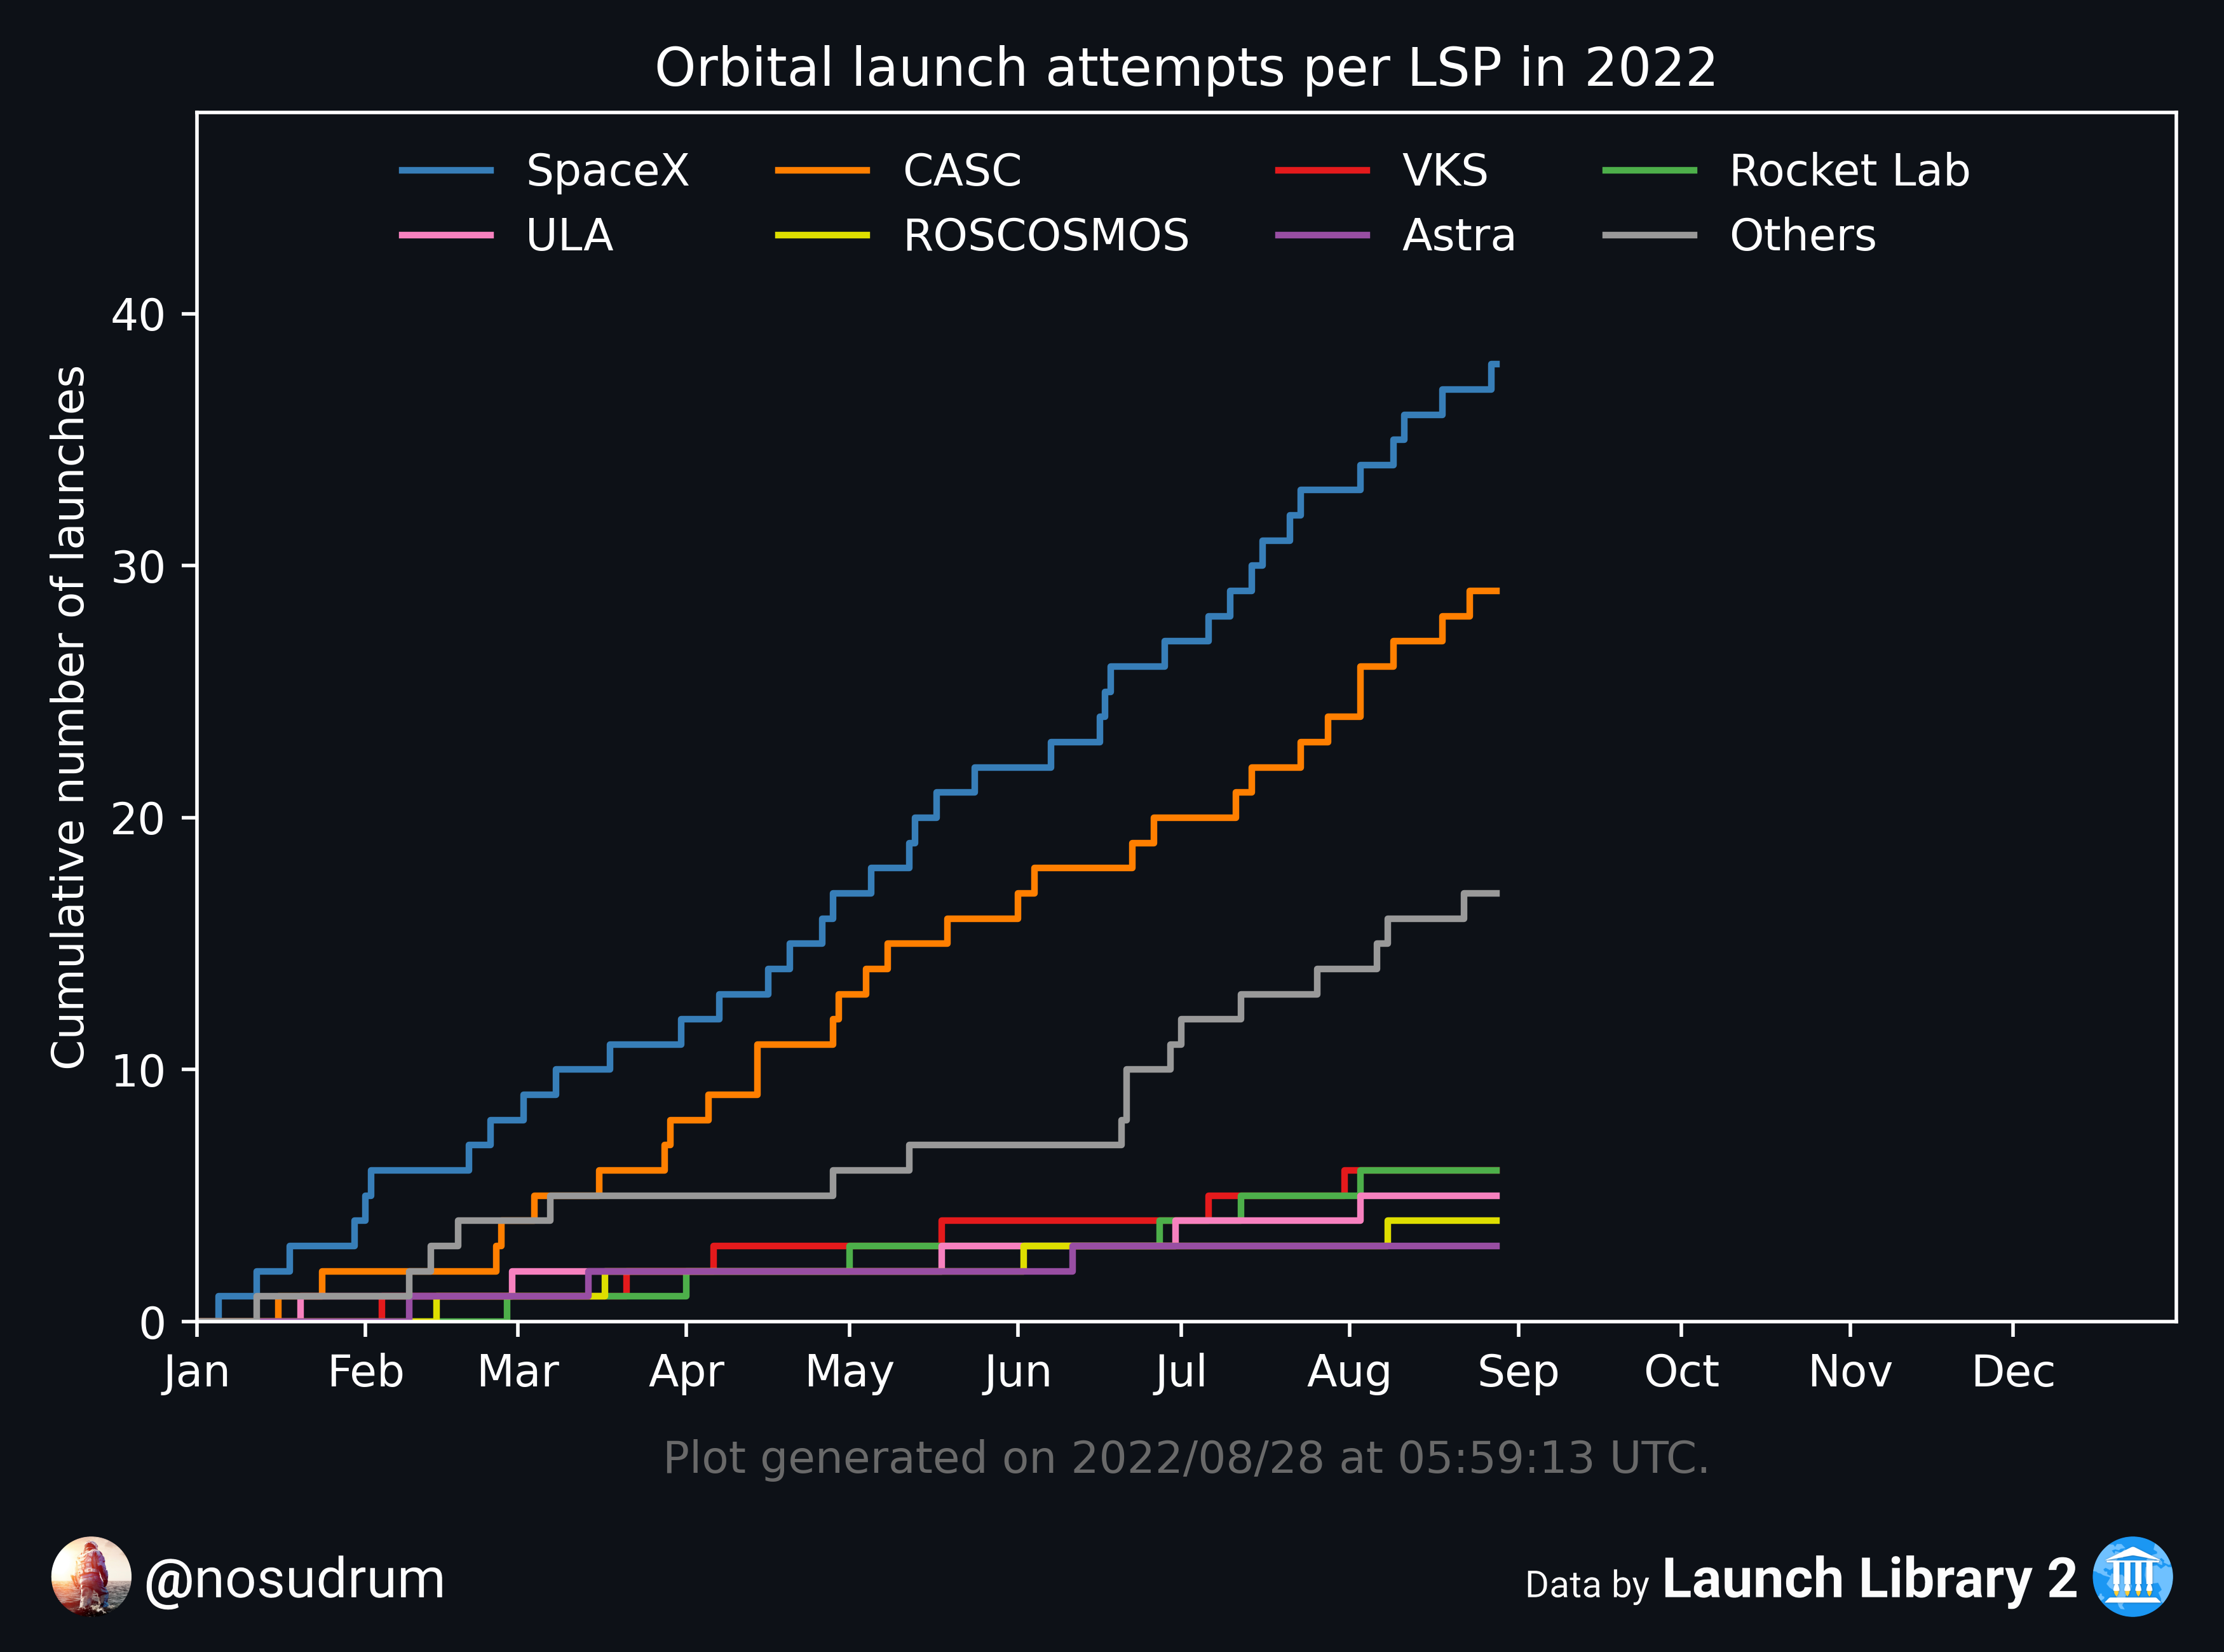 Orbital launch attempts per LSP in 2022
SpaceX CASC VKS Rocket Lab
ULA ROSCOSMOS Astra Others
Cumulative number of launches
40
30
20
10
0
Jan Feb Mar Apr May Jun Jul Aug Sep Oct Nov Dec
Plot generated on 2022/08/28 at 05:59:13 UTC.
@nosudrum
Data by Launch Library 2